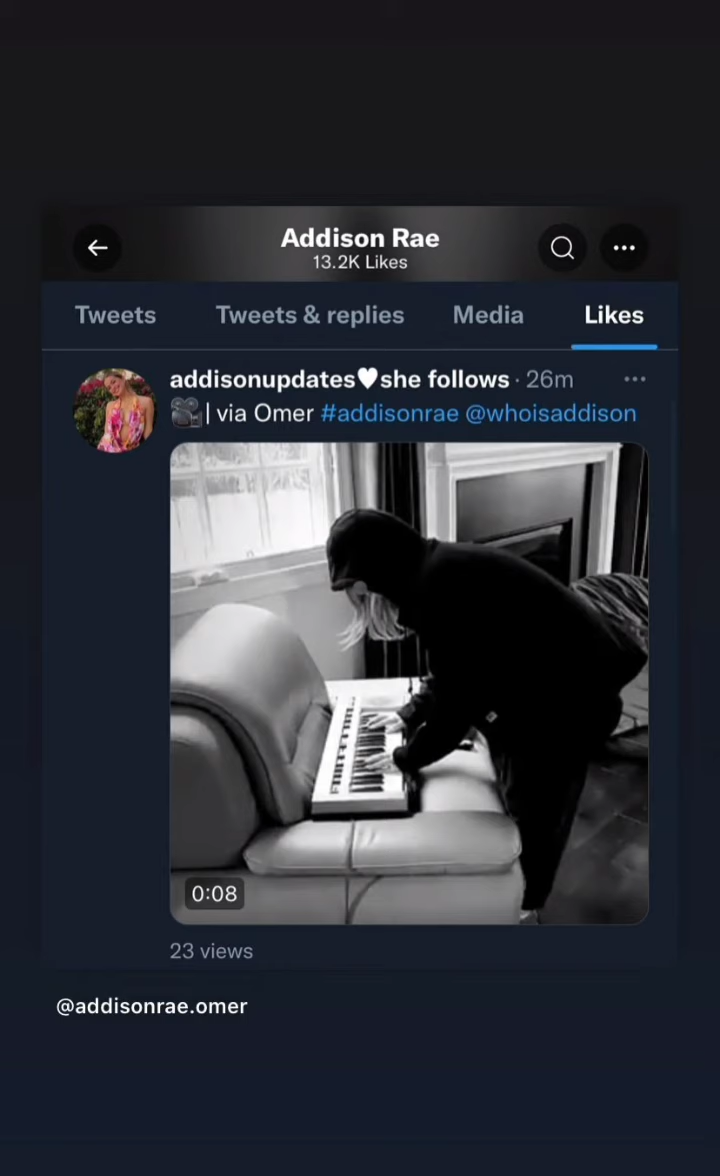 Addison Rae
13.2K Likes
Tweets Tweets & replies Media Likes
addisonupdates🤍she follows · 26m
🎥| via Omer #addisonrae @whoisaddison
0:08
23 views
@addisonrae.omer